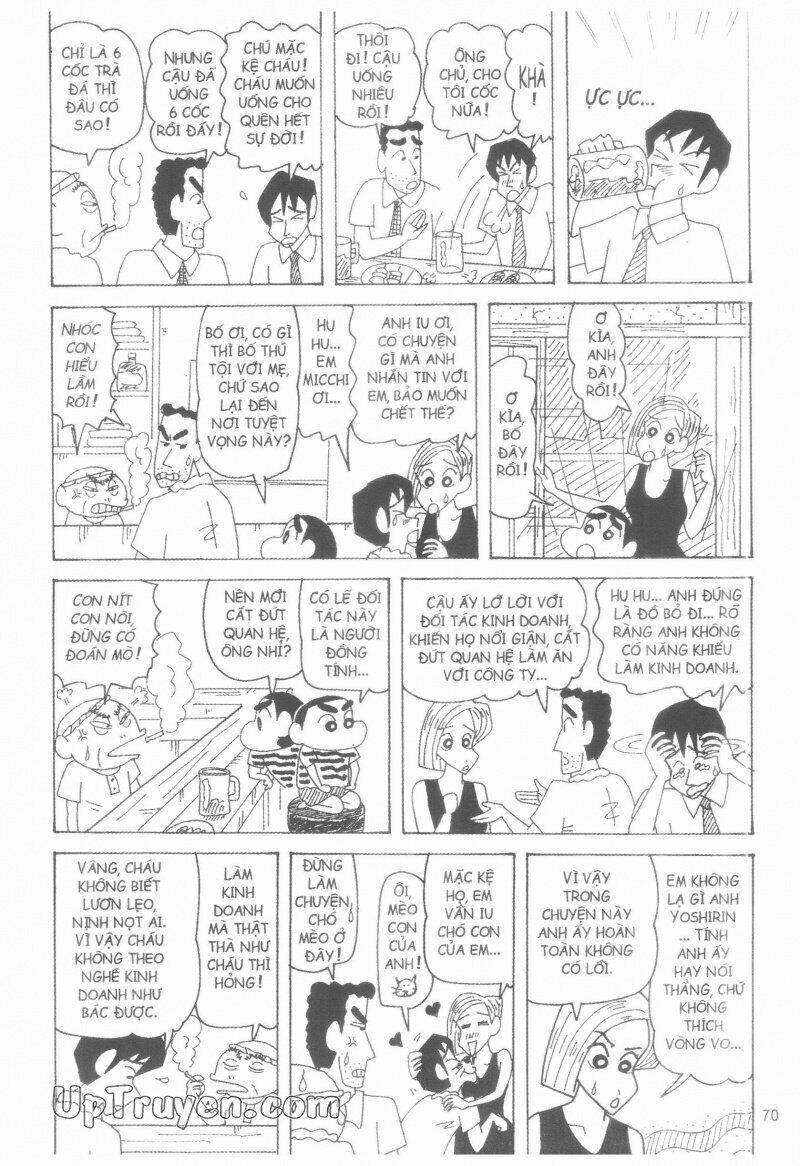 ỰC ỰC...
KHÀ
!
ÔNG
CHỦ, CHO
TÔI CỐC
NỮA!
THÔI
ĐI! CẬU
UỐNG
NHIỀU
RỒI!
CHÚ MẶC
KỆ CHÁU!
CHÁU MUỐN
UỐNG CHO
QUÊN HẾT
SỰ ĐỜI!
NHƯNG
CẬU ĐÃ
UỐNG
6 CỐC
RỒI ĐẤY!
CHỈ LÀ 6
CỐC TRÀ
ĐÁ THÌ
ĐÂU CÓ
SAO!
Ơ
KÌA,
ANH
ĐÂY
RỒI!
Ơ
KÌA,
BỐ
ĐÂY
RỒI!
ANH IU ƠI,
CÓ CHUYỆN
GÌ MÀ ANH
NHẮN TIN VỚI
EM, BẢO MUỐN
CHẾT THẾ?
HU
HU...
EM
MICCHI
ƠI...
BỐ ƠI, CÓ GÌ
THÌ BỐ THÚ
TỘI VỚI MẸ,
CHỨ SAO
LẠI ĐẾN
NƠI TUYỆT
VỌNG NÀY?
NHÓC
CON
HIỂU
LẦM
RỒI!
HU HU... ANH ĐÚNG
LÀ ĐỒ BỎ ĐI... RÕ
RÀNG ANH KHÔNG
CÓ NĂNG KHIẾU
LÀM KINH DOANH.
CẬU ẤY LỠ LỜI VỚI
ĐỐI TÁC KINH DOANH,
KHIẾN HỌ NỔI GIẬN, CẮT
ĐỨT QUAN HỆ LÀM ĂN
VỚI CÔNG TY...
CÓ LẼ ĐỐI
TÁC NÀY
LÀ NGƯỜI
ĐỒNG
TÍNH...
NÊN MỚI
CẮT ĐỨT
QUAN HỆ,
ÔNG NHỈ?
CON NÍT
CON NÔI,
ĐỪNG CÓ
ĐOÁN MÒ!
EM KHÔNG
LẠ GÌ ANH
YOSHIRIN
... TÍNH
ANH ẤY
HAY NÓI
THẲNG, CHỨ
KHÔNG
THÍCH
VÒNG VO...
VÌ VẬY
TRONG
CHUYỆN NÀY
ANH ẤY HOÀN
TOÀN KHÔNG
CÓ LỖI.
MẶC KỆ
HỌ, EM
VẪN IU
CHÓ CON
CỦA EM...
ÔI,
MÈO
CON
CỦA
ANH!
ĐỪNG
LÀM
CHUYỆN
CHÓ
MÈO Ở
ĐÂY!
LÀM
KINH
DOANH
MÀ THẬT
THÀ NHƯ
CHÁU THÌ
HỎNG!
VÂNG, CHÁU
KHÔNG BIẾT
LƯƠN LẸO,
NỊNH NỌT AI.
VÌ VẬY CHÁU
KHÔNG THEO
NGHỀ KINH
DOANH NHƯ
BÁC ĐƯỢC.
UpTruyen.com
70